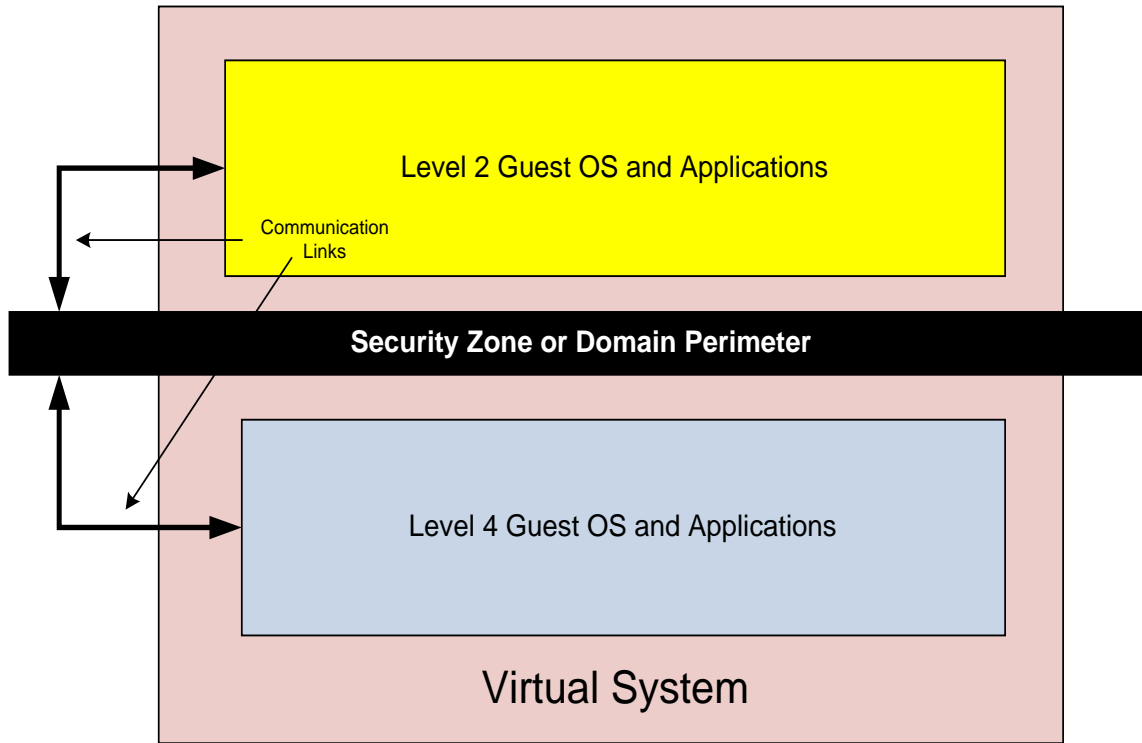 Level 2 Guest OS and Applications
Communication
Links
Security Zone or Domain Perimeter
Level 4 Guest OS and Applications
Virtual System